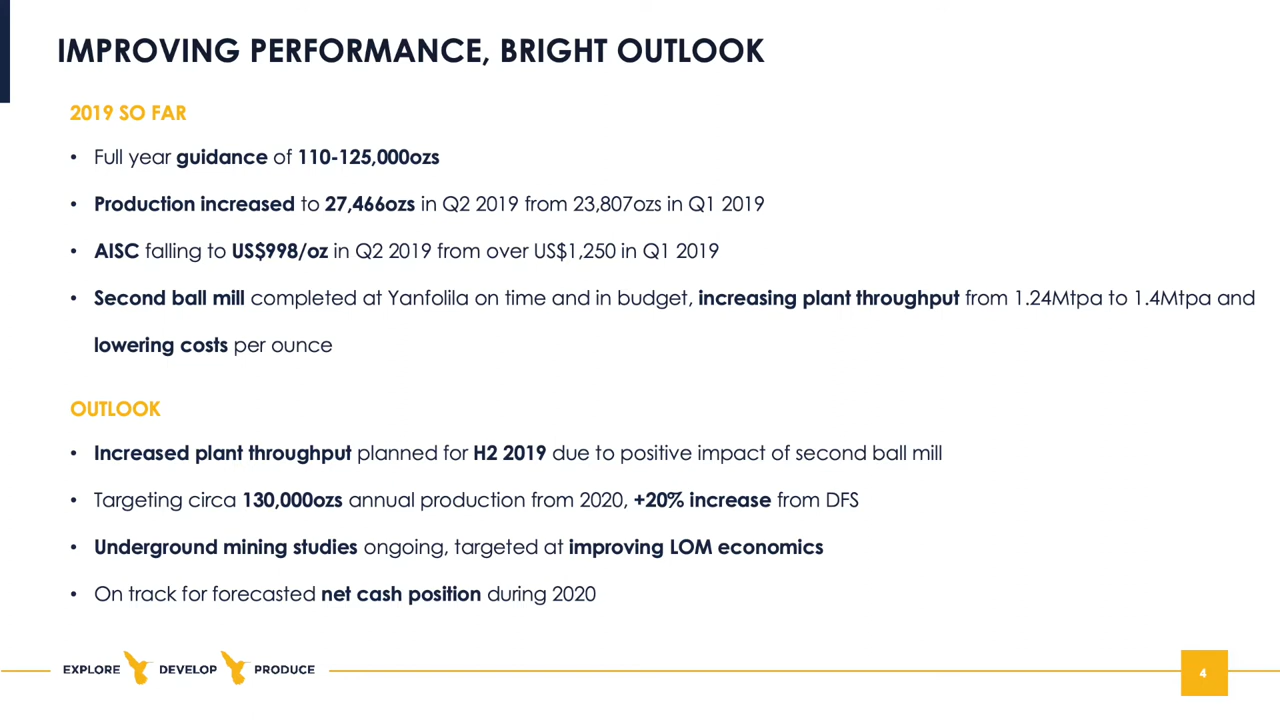 IMPROVING PERFORMANCE, BRIGHT OUTLOOK
2019 SO FAR
• Full year guidance of 110-125,000ozs
• Production increased to 27,466ozs in Q2 2019 from 23,807ozs in Q1 2019
• AISC falling to US$998/oz in Q2 2019 from over US$1,250 in Q1 2019
• Second ball mill completed at Yanfolila on time and in budget, increasing plant throughput from 1.24Mtpa to 1.4Mtpa and
lowering costs per ounce
OUTLOOK
• Increased plant throughput planned for H2 2019 due to positive impact of second ball mill
• Targeting circa 130,000ozs annual production from 2020, +20% increase from DFS
• Underground mining studies ongoing, targeted at improving LOM economics
• On track for forecasted net cash position during 2020
EXPLORE DEVELOP PRODUCE
4